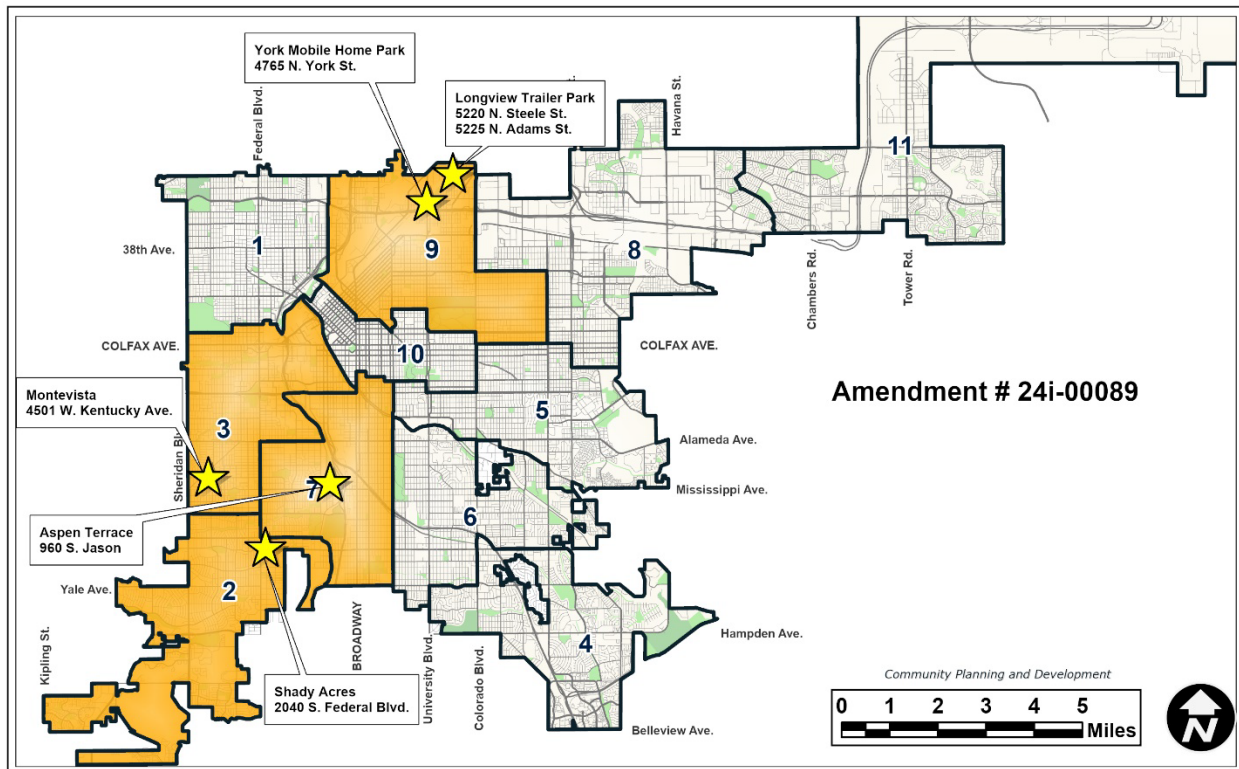 York Mobile Home Park
4765 N. York St.
Longview Trailer Park
5220 N. Steele St.
5225 N. Adams St.
Federal Blvd.
Havana St.
11
38th Ave.
1
9
8
Chambers Rd.
Tower Rd.
COLFAX AVE.
10
COLFAX AVE.
Montevista
4501 W. Kentucky Ave.
Amendment # 24i-00089
5
3
Alameda Ave.
Sheridan Bl
7
Mississippi Ave.
6
Aspen Terrace
960 S. Jason
2
Yale Ave.
BROADWAY
Hampden Ave.
4
Kipling St.
University Blvd.
Colorado Blvd.
Community Planning and Development
Shady Acres
2040 S. Federal Blvd.
0 1 2 3 4 5
Miles
N
Belleview Ave.